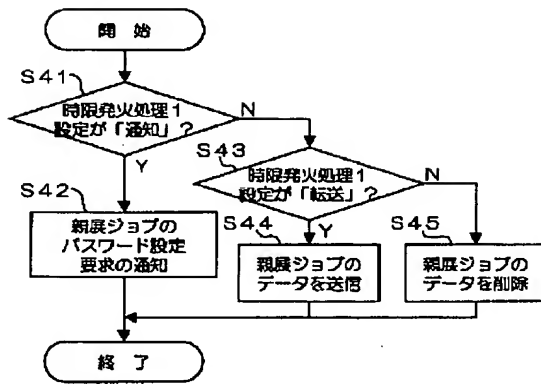 開始
S41
時限発火処理1
設定が「通知」？
N
Y
S43
時限発火処理1
設定が「転送」？
N
Y
S42
親展ジョブの
パスワード設定
要求の通知
S44
親展ジョブの
データを送信
S45
親展ジョブの
データを削除
終了